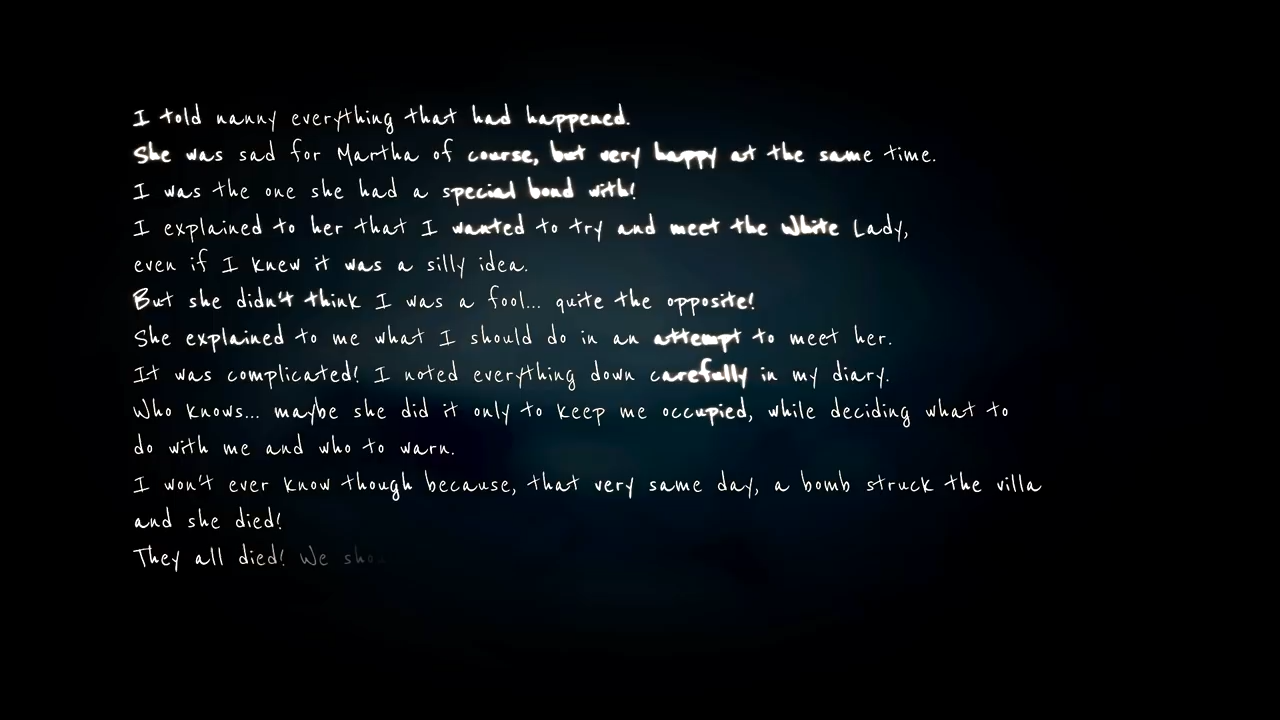 I told nanny everything that had happened.
She was sad for Martha of course, but very happy at the same time.
I was the one she had a special bond with!
I explained to her that I wanted to try and meet the White Lady,
even if I knew it was a silly idea.
But she didn't think I was a fool... quite the opposite!
She explained to me what I should do in an attempt to meet her.
It was complicated! I noted everything down carefully in my diary.
Who knows... maybe she did it only to keep me occupied, while deciding what to
do with me and who to warn.
I won't ever know though because, that very same day, a bomb struck the villa
and she died!
They all died! We